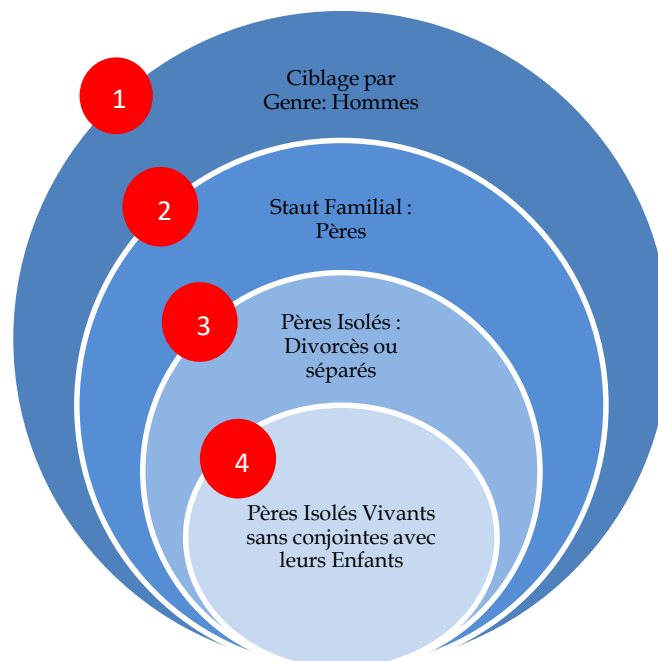 1
Ciblage par
Genre: Hommes
2
Staut Familial :
Pères
3
Pères Isolés :
Divorcès ou
séparés
4
Pères Isolés Vivants
sans conjointes avec
leurs Enfants